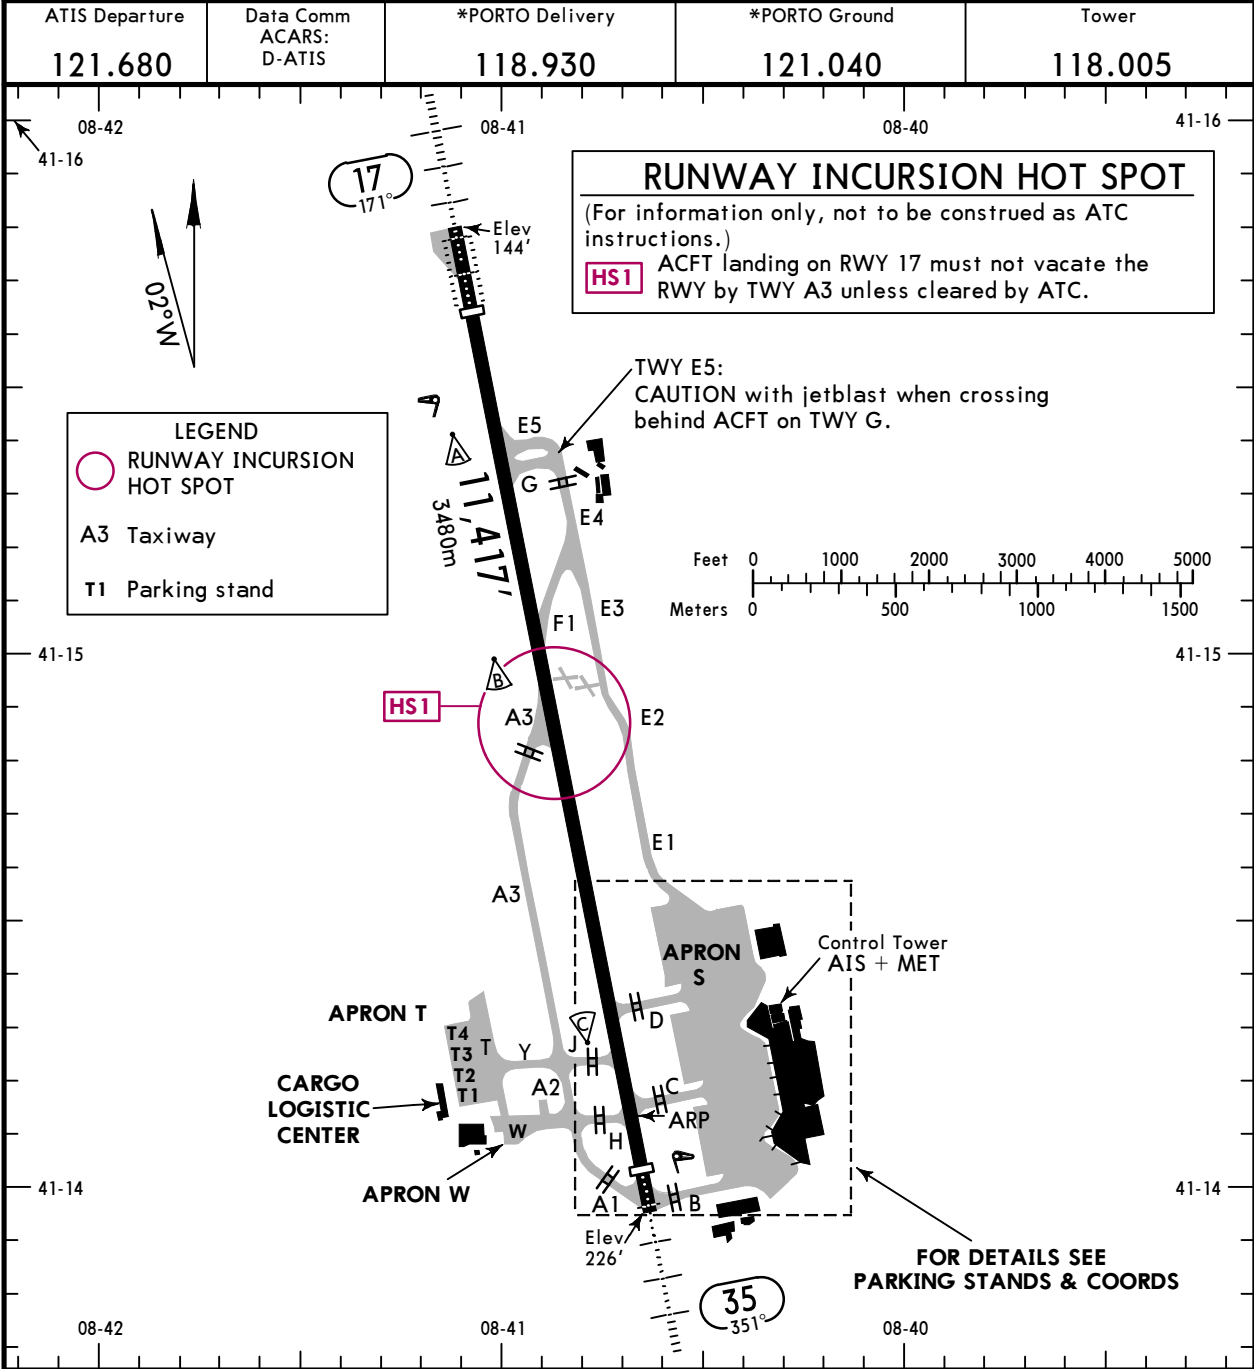 ATIS Departure
121.680
Data Comm
ACARS:
D-ATIS
*PORTO Delivery
118.930
*PORTO Ground
121.040
Tower
118.005
08-42
08-41
08-40
41-16
41-16
17
171°
Elev
144'
RUNWAY INCURSION HOT SPOT
(For information only, not to be construed as ATC
instructions.)
HS1
ACFT landing on RWY 17 must not vacate the
RWY by TWY A3 unless cleared by ATC.
02°W
TWY E5:
CAUTION with jetblast when crossing
behind ACFT on TWY G.
LEGEND
RUNWAY INCURSION
HOT SPOT
A3 Taxiway
T1 Parking stand
A
E5
G
E4
11,417'
3480m
Feet 0 1000 2000 3000 4000 5000
Meters 0 500 1000 1500
E3
F1
41-15
41-15
B
HS1
A3
E2
E1
A3
APRON
S
Control Tower
AIS + MET
APRON T
T4
T3
T2
T1
T
Y
J
C
D
A2
C
CARGO
LOGISTIC
CENTER
ARP
W
H
APRON W
41-14
41-14
A1
B
Elev
226'
FOR DETAILS SEE
PARKING STANDS & COORDS
35
351°
08-42
08-41
08-40